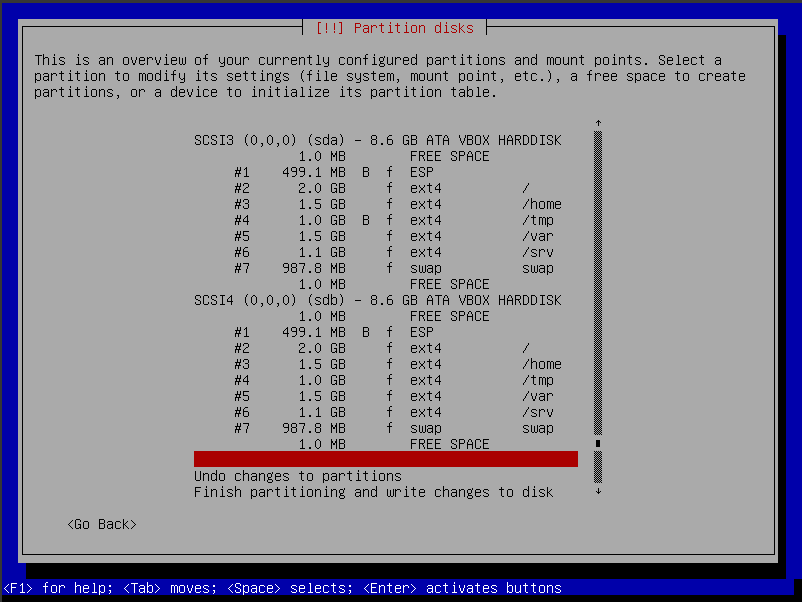 [!!] Partition disks
This is an overview of your currently configured partitions and mount points. Select a
partition to modify its settings (file system, mount point, etc.), a free space to create
partitions, or a device to initialize its partition table.
SCSI3 (0,0,0) (sda) - 8.6 GB ATA VBOX HARDDISK
1.0 MB FREE SPACE
#1 499.1 MB B f ESP
#2 2.0 GB f ext4 /
#3 1.5 GB f ext4 /home
#4 1.0 GB B f ext4 /tmp
#5 1.5 GB f ext4 /var
#6 1.1 GB f ext4 /srv
#7 987.8 MB f swap swap
1.0 MB FREE SPACE
SCSI4 (0,0,0) (sdb) - 8.6 GB ATA VBOX HARDDISK
1.0 MB FREE SPACE
#1 499.1 MB B f ESP
#2 2.0 GB f ext4 /
#3 1.5 GB f ext4 /home
#4 1.0 GB f ext4 /tmp
#5 1.5 GB f ext4 /var
#6 1.1 GB f ext4 /srv
#7 987.8 MB f swap swap
1.0 MB FREE SPACE
Undo changes to partitions
Finish partitioning and write changes to disk
<Go Back>
<F1> for help; <Tab> moves; <Space> selects; <Enter> activates buttons